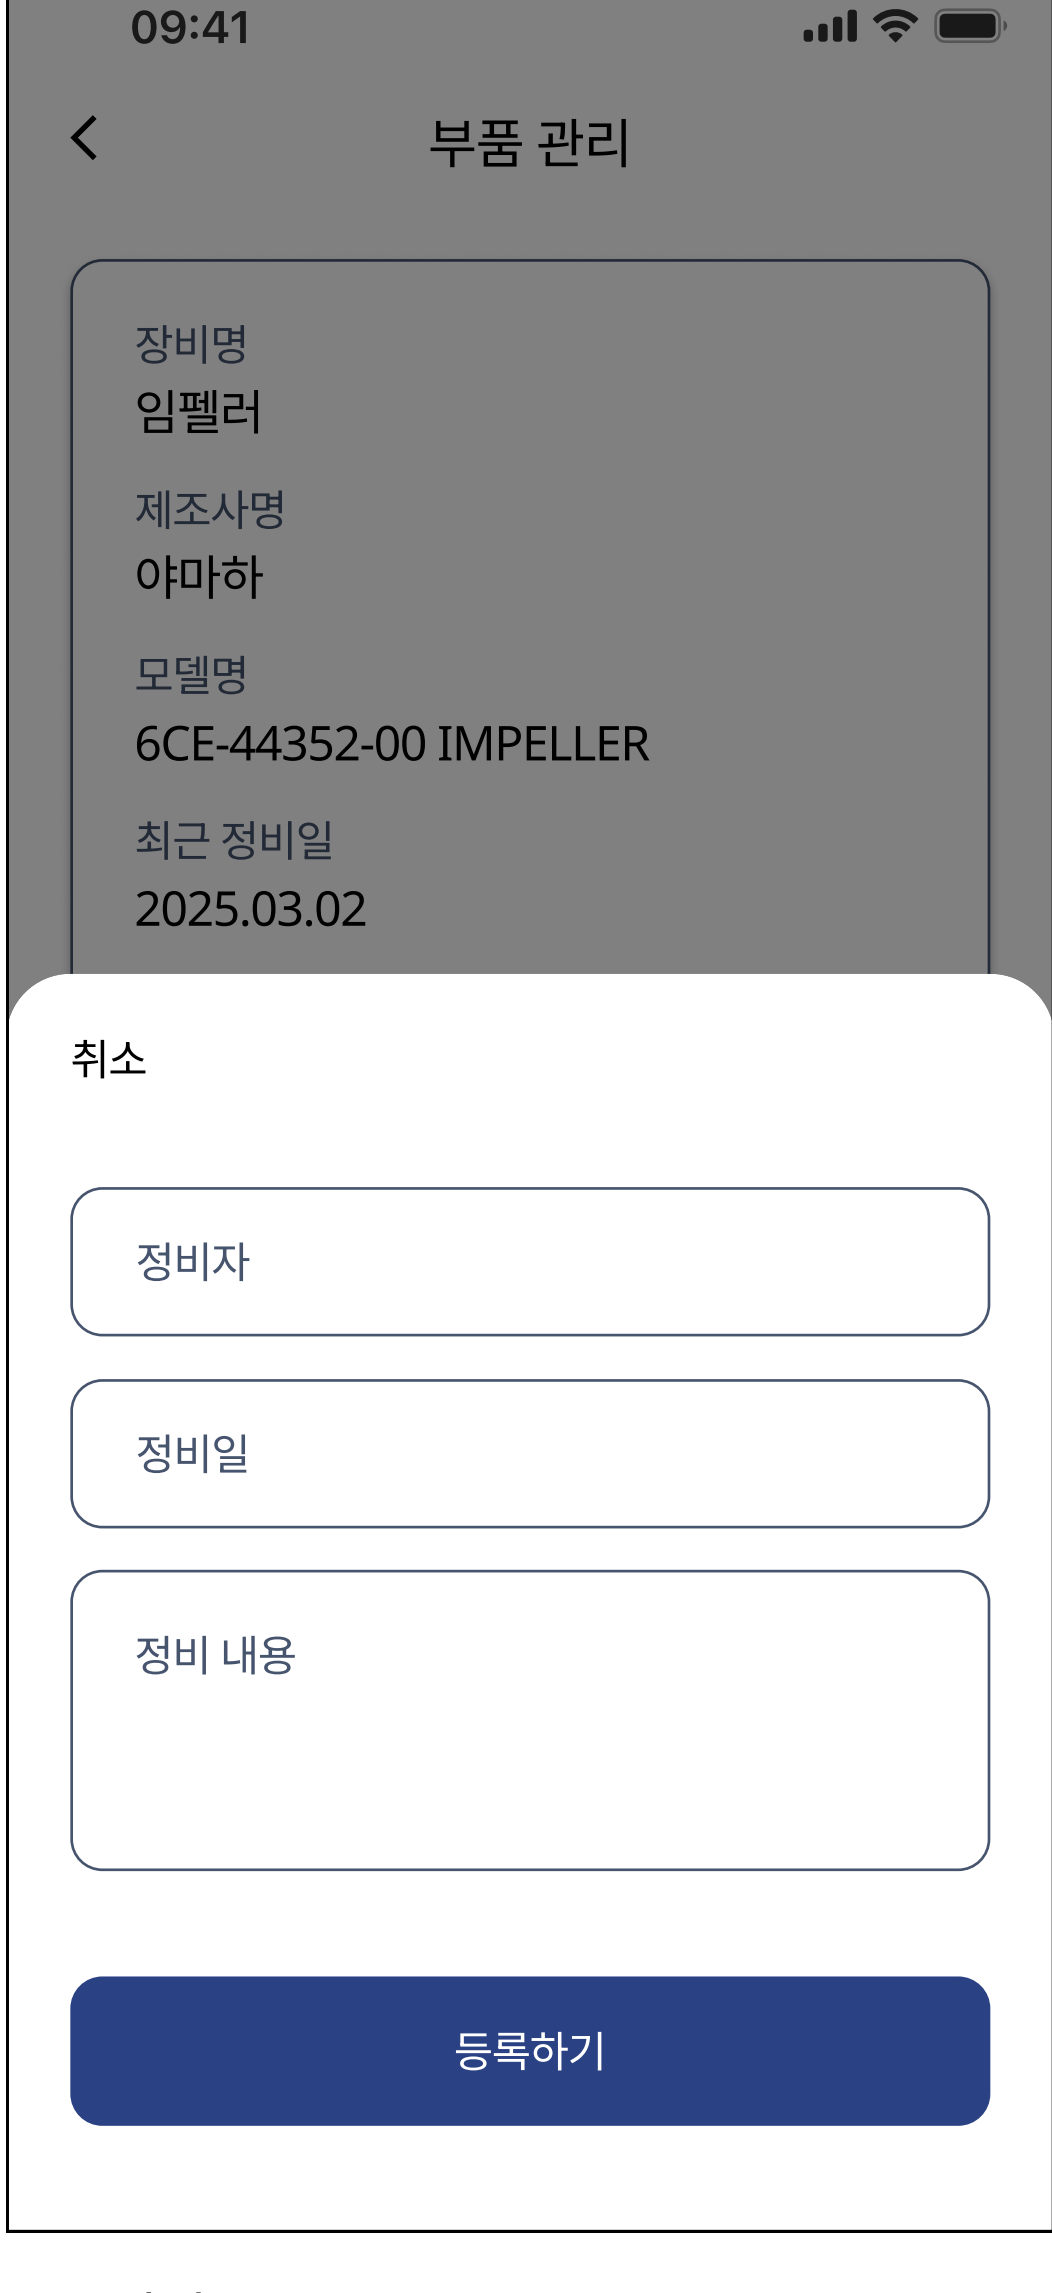 09:41
부품 관리
장비명
임펠러
제조사명
야마하
모델명
6CE-44352-00 IMPELLER
최근 정비일
2025.03.02
취소
정비자
정비일
정비 내용
등록하기